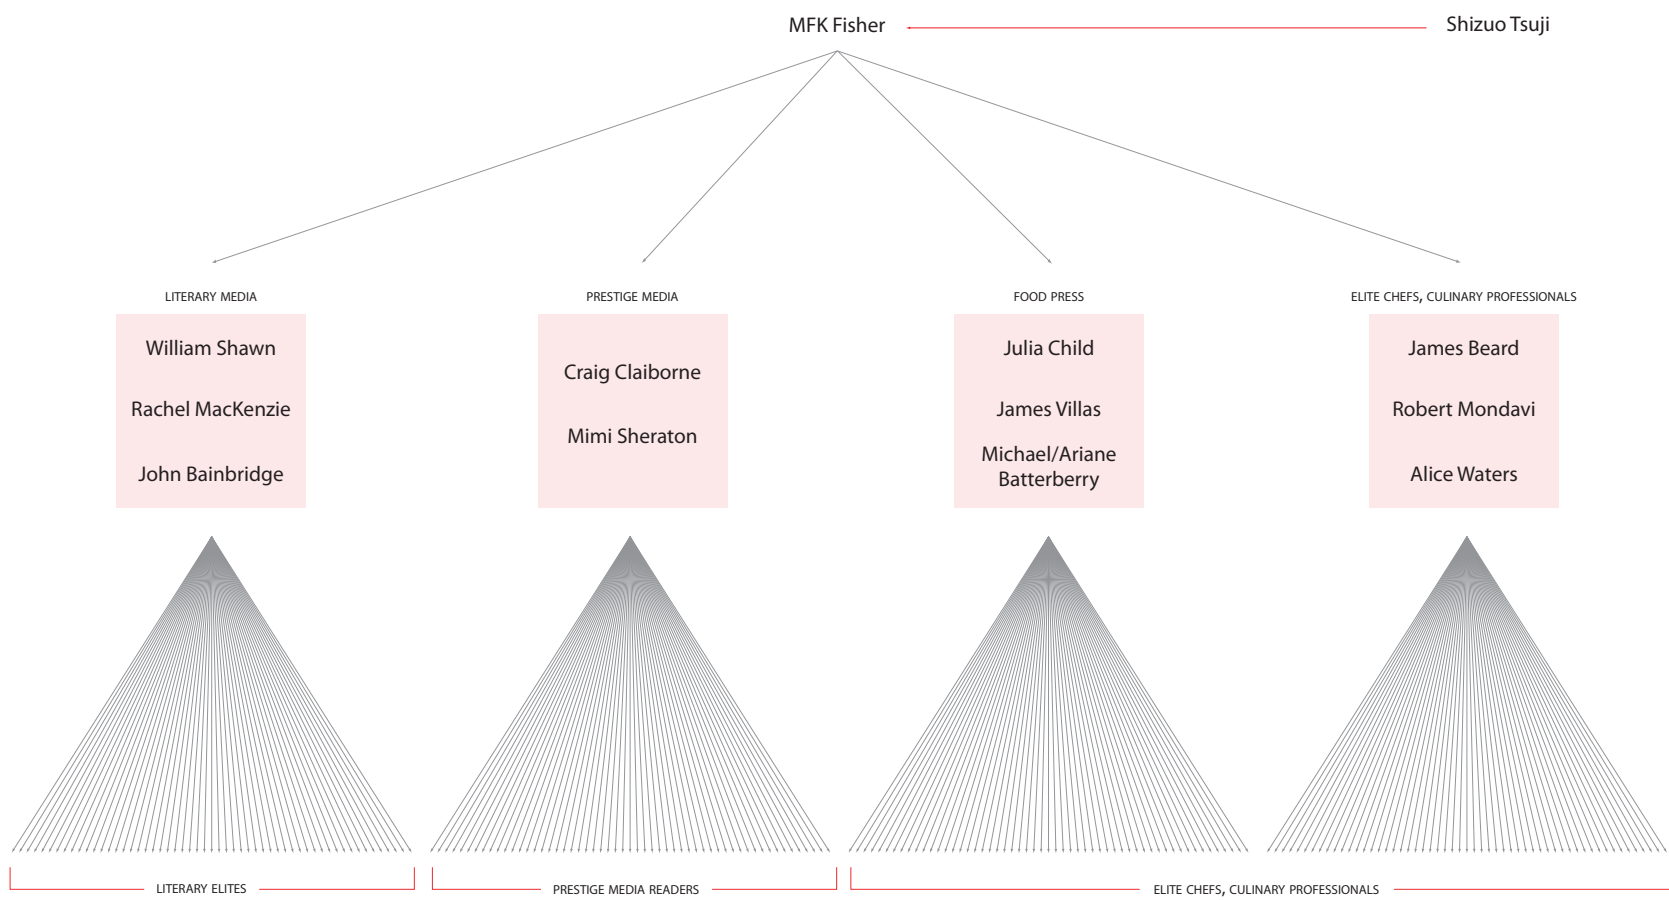 MFK Fisher
Shizuo Tsuji
LITERARY MEDIA
PRESTIGE MEDIA
FOOD PRESS
ELITE CHEFS, CULINARY PROFESSIONALS
William Shawn
Rachel MacKenzie
John Bainbridge
Craig Claiborne
Mimi Sheraton
Julia Child
James Villas
Michael/Ariane
Batterberry
James Beard
Robert Mondavi
Alice Waters
LITERARY ELITES
PRESTIGE MEDIA READERS
ELITE CHEFS, CULINARY PROFESSIONALS